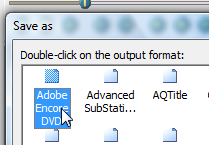 Save as
Double-click on the output format:
Adobe Advanced AQTitle
Encore SubStati...
DVD